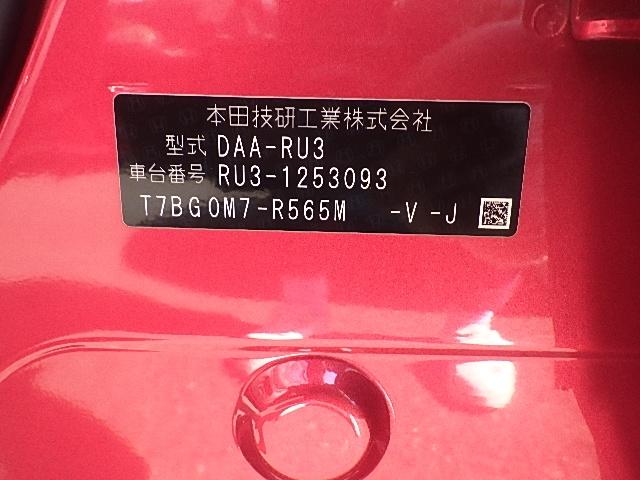 本田技研工業株式会社
型式 DAA-RU3
車台番号 RU3-1253093
T7BG0M7-R565M -V -J